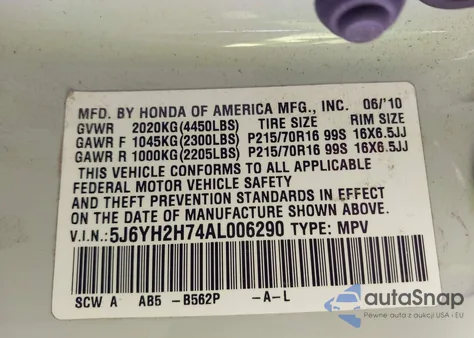 MFD. BY HONDA OF AMERICA MFG., INC. 06/'10
GVWR 2020KG(4450LBS) TIRE SIZE RIM SIZE
GAWR F 1045KG(2300LBS) P215/70R16 99S 16X6.5JJ
GAWR R 1000KG(2205LBS) P215/70R16 99S 16X6.5JJ
THIS VEHICLE CONFORMS TO ALL APPLICABLE
FEDERAL MOTOR VEHICLE SAFETY
AND THEFT PREVENTION STANDARDS IN EFFECT
ON THE DATE OF MANUFACTURE SHOWN ABOVE.
V.I.N.: 5J6YH2H74AL006290 TYPE: MPV
SCW A AB5 -B562P -A-L
autoSnap
Pewne auta z aukcji USA i EU